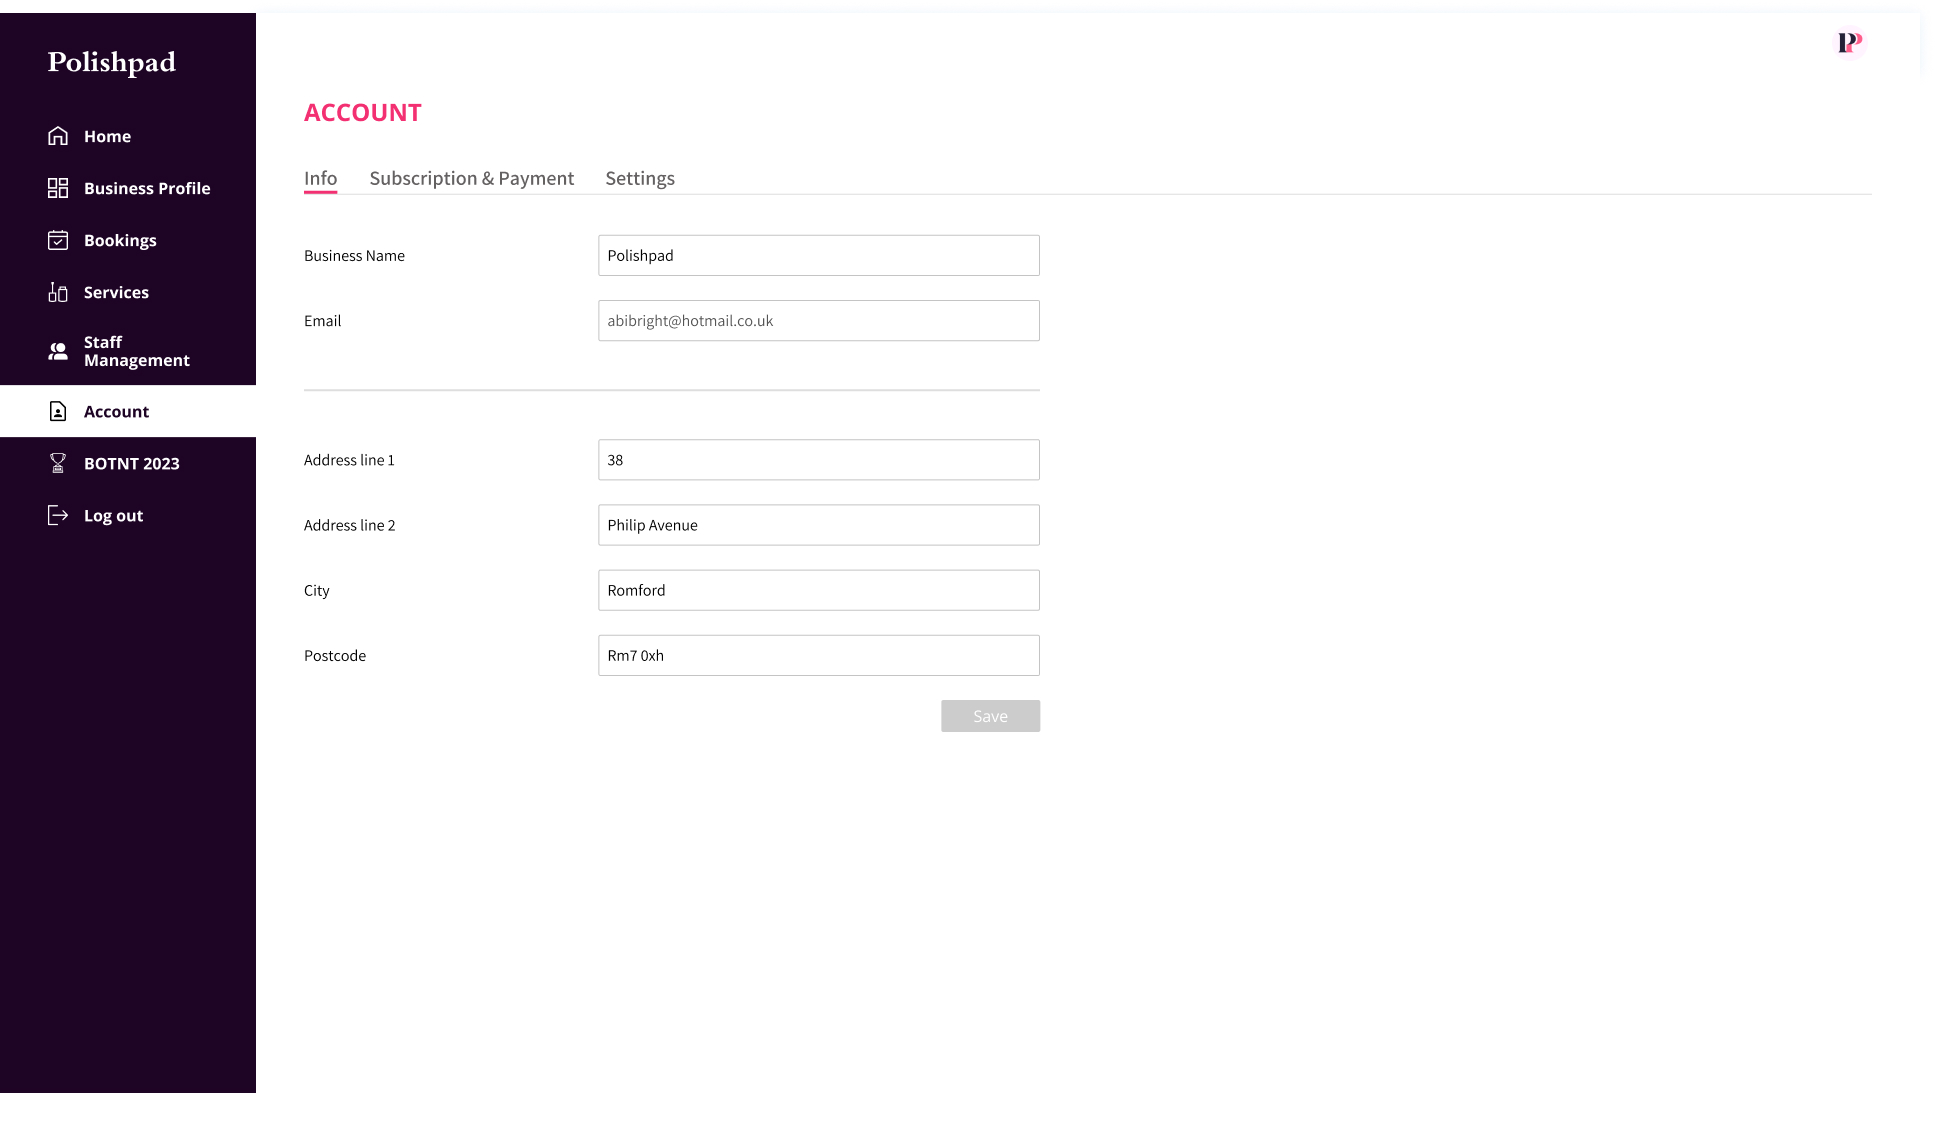 Polishpad
Home
Business Profile
Bookings
Services
Staff
Management
Account
BOTNT 2023
Log out
PP
ACCOUNT
Info Subscription & Payment Settings
Business Name Polishpad
Email abibright@hotmail.co.uk
Address line 1 38
Address line 2 Philip Avenue
City Romford
Postcode Rm7 0xh
Save